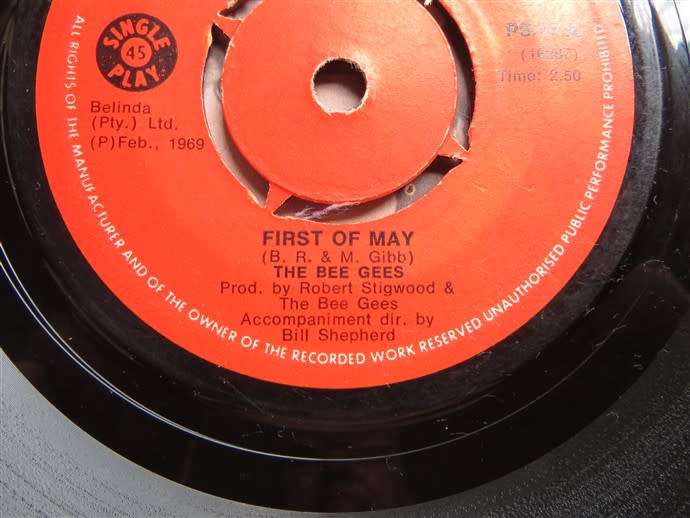 SINGLE
45
PLAY
Time: 2.50
Belinda
(Pty.) Ltd.
(P)Feb., 1969
FIRST OF MAY
(B. R. & M. Gibb)
THE BEE GEES
Prod. by Robert Stigwood &
The Bee Gees
Accompaniment dir. by
Bill Shepherd
ALL RIGHTS OF THE MANUFACTURER AND OF THE OWNER OF THE RECORDED WORK RESERVED UNAUTHORISED PUBLIC PERFORMANCE PROHIBITED